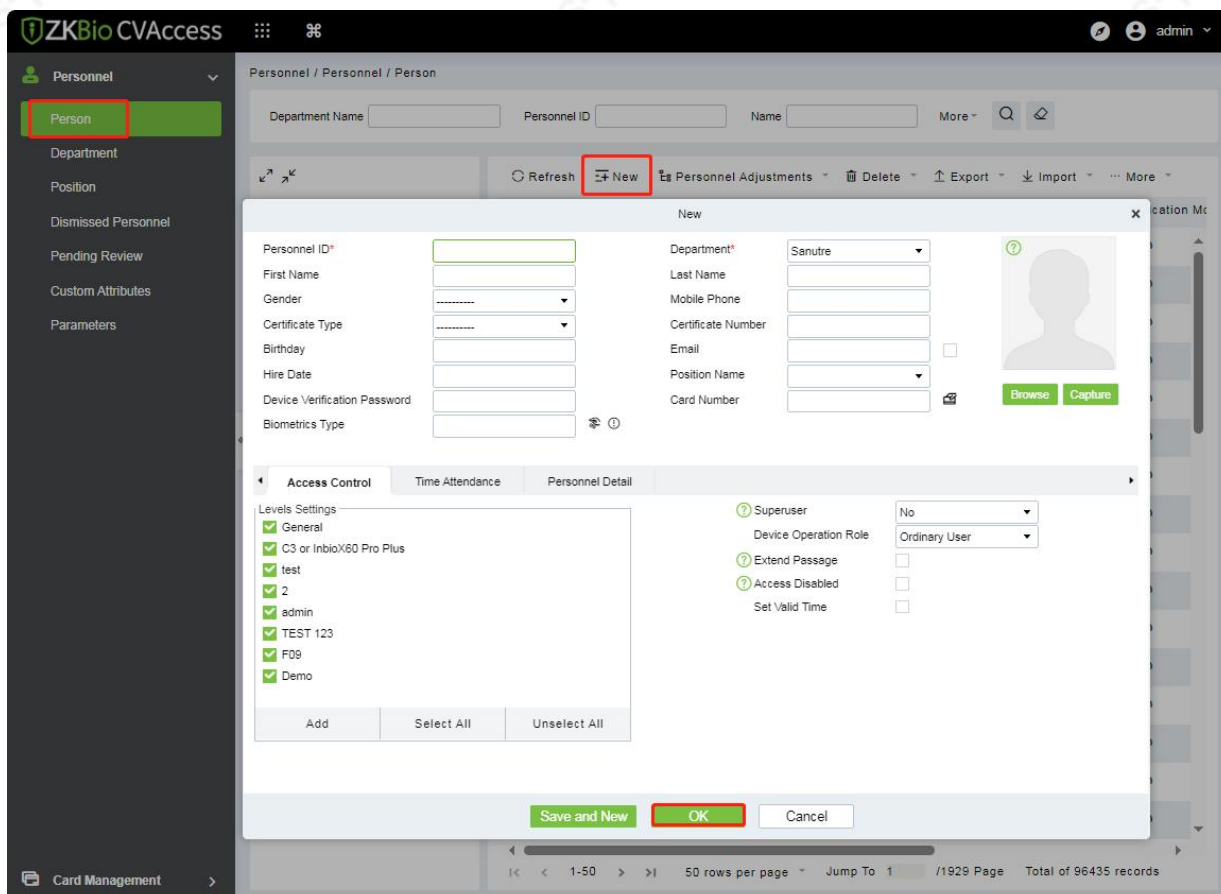 ZKBio CVAccess
admin
Personnel
Person
Department
Position
Dismissed Personnel
Pending Review
Custom Attributes
Parameters
Card Management
Personnel / Personnel / Person
Department Name Personnel ID Name More
Refresh New Personnel Adjustments Delete Export Import ··· More
cation Mo
New
Personnel ID* Department* Sanutre
First Name Last Name
Gender ---------- Mobile Phone
Certificate Type ---------- Certificate Number
Birthday Email
Hire Date Position Name
Device Verification Password Card Number
Biometrics Type
Browse Capture
Access Control Time Attendance Personnel Detail
Levels Settings
General
C3 or InbioX60 Pro Plus
test
2
admin
TEST 123
F09
Demo
Add Select All Unselect All
Superuser No
Device Operation Role Ordinary User
Extend Passage
Access Disabled
Set Valid Time
Save and New OK Cancel
|< < 1-50 > >| 50 rows per page Jump To 1 /1929 Page Total of 96435 records